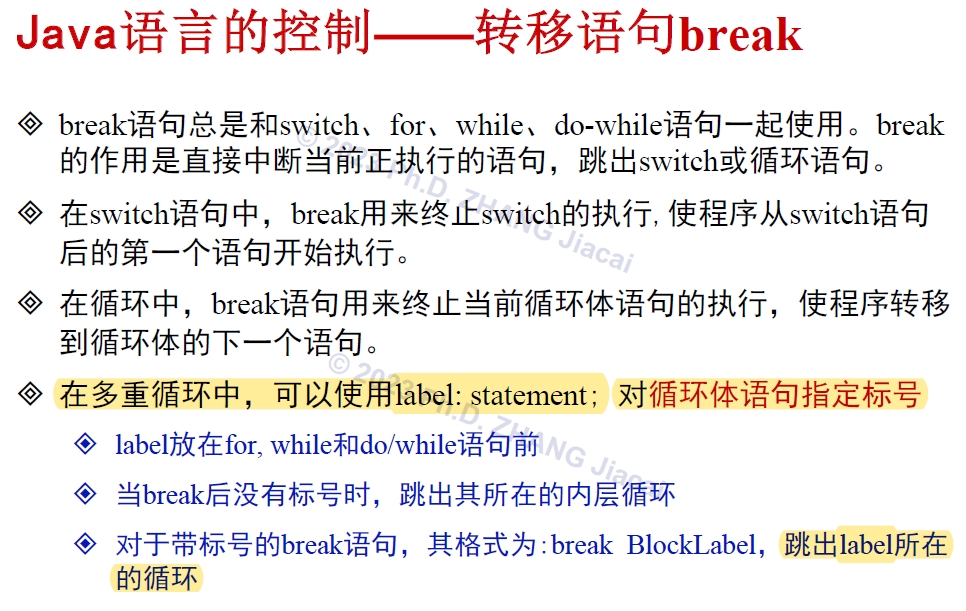 Java语言的控制——转移语句break
break语句总是和switch、for、while、do-while语句一起使用。break
的作用是直接中断当前正执行的语句，跳出switch或循环语句。
在switch语句中，break用来终止switch的执行,使程序从switch语句
后的第一个语句开始执行。
在循环中，break语句用来终止当前循环体语句的执行，使程序转移
到循环体的下一个语句。
在多重循环中，可以使用label: statement; 对循环体语句指定标号
label放在for, while和do/while语句前
当break后没有标号时，跳出其所在的内层循环
对于带标号的break语句，其格式为:break BlockLabel，跳出label所在
的循环
© 2023 Ph.D. ZHANG Jiacai
© 2023 Ph.D. ZHANG Jiacai